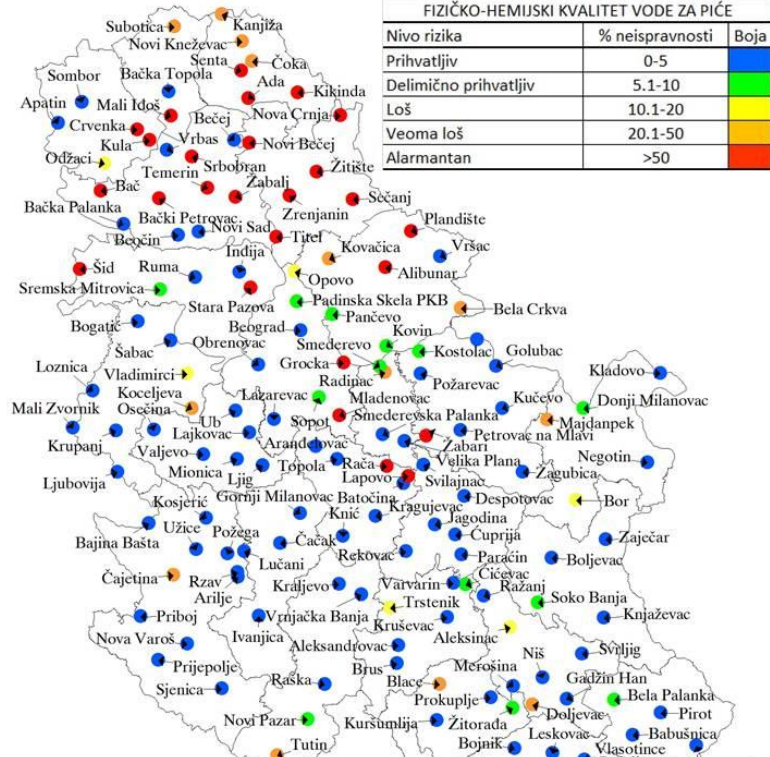 FIZIČKO-HEMIJSKI KVALITET VODE ZA PIĆE
Nivo rizika % neispravnosti Boja
Prihvatljiv 0-5
Delimično prihvatljiv 5.1-10
Loš 10.1-20
Veoma loš 20.1-50
Alarmantan >50
Subotica
Kanjiža
Novi Kneževac
Senta
Čoka
Sombor
Bačka Topola
Ada
Kikinda
Apatin
Mali Iđoš
Bečej
Nova Crnja
Crvenka
Kula
Vrbas
Novi Bečej
Odžaci
Srbobran
Temerin
Žabalj
Žitište
Bač
Zrenjanin
Sečanj
Bačka Palanka
Bački Petrovac
Novi Sad
Plandište
Beočin
Titel
Kovačica
Vršac
Inđija
Šid
Ruma
Opovo
Alibunar
Sremska Mitrovica
Stara Pazova
Padinska Skela PKB
Bela Crkva
Pančevo
Bogatić
Beograd
Kovin
Šabac
Obrenovac
Smederevo
Kostolac
Golubac
Loznica
Vladimirci
Grocka
Radinac
Požarevac
Kladovo
Koceljeva
Lazarevac
Mladenovac
Kučevo
Donji Milanovac
Mali Zvornik
Osečina
Ub
Sopot
Smederevska Palanka
Majdanpek
Krupanj
Lajkovac
Aranđelovac
Žabari
Petrovac na Mlavi
Negotin
Valjevo
Topola
Rača
Velika Plana
Žagubica
Ljubovija
Mionica
Ljig
Lapovo
Svilajnac
Kosjerić
Gornji Milanovac
Batočina
Despotovac
Bor
Užice
Požega
Knić
Kragujevac
Jagodina
Bajina Bašta
Čačak
Ćuprija
Zaječar
Lučani
Rekovac
Paraćin
Boljevac
Čajetina
Rzav
Arilje
Kraljevo
Varvarin
Ćićevac
Ražanj
Soko Banja
Priboj
Vrnjačka Banja
Trstenik
Knjaževac
Nova Varoš
Ivanjica
Kruševac
Aleksinac
Aleksandrovac
Svrljig
Prijepolje
Brus
Merošina
Niš
Sjenica
Raška
Blace
Gadžin Han
Prokuplje
Bela Palanka
Novi Pazar
Kuršumlija
Žitorađa
Doljevac
Pirot
Tutin
Bojnik
Leskovac
Babušnica
Vlasotince